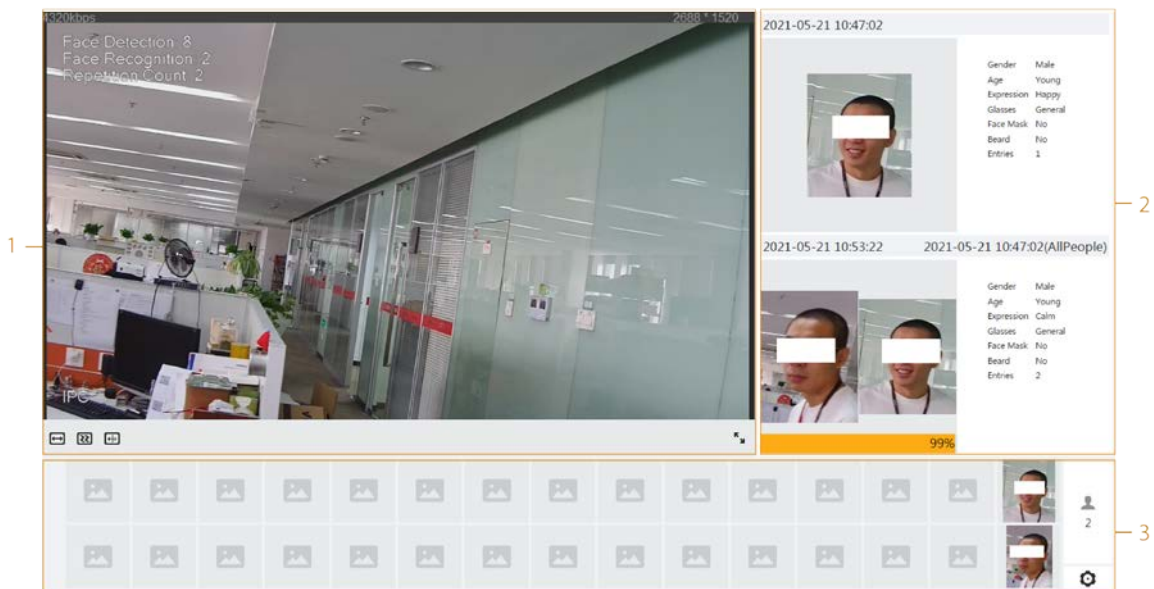 4320kbps
2688 * 1520
Face Detection 8
Face Recognition 2
Repetition Count 2
IPC
1
2021-05-21 10:47:02
Gender Male
Age Young
Expression Happy
Glasses General
Face Mask No
Beard No
Entries 1
2
2021-05-21 10:53:22 2021-05-21 10:47:02(AllPeople)
Gender Male
Age Young
Expression Calm
Glasses General
Face Mask No
Beard No
Entries 2
99%
2
3